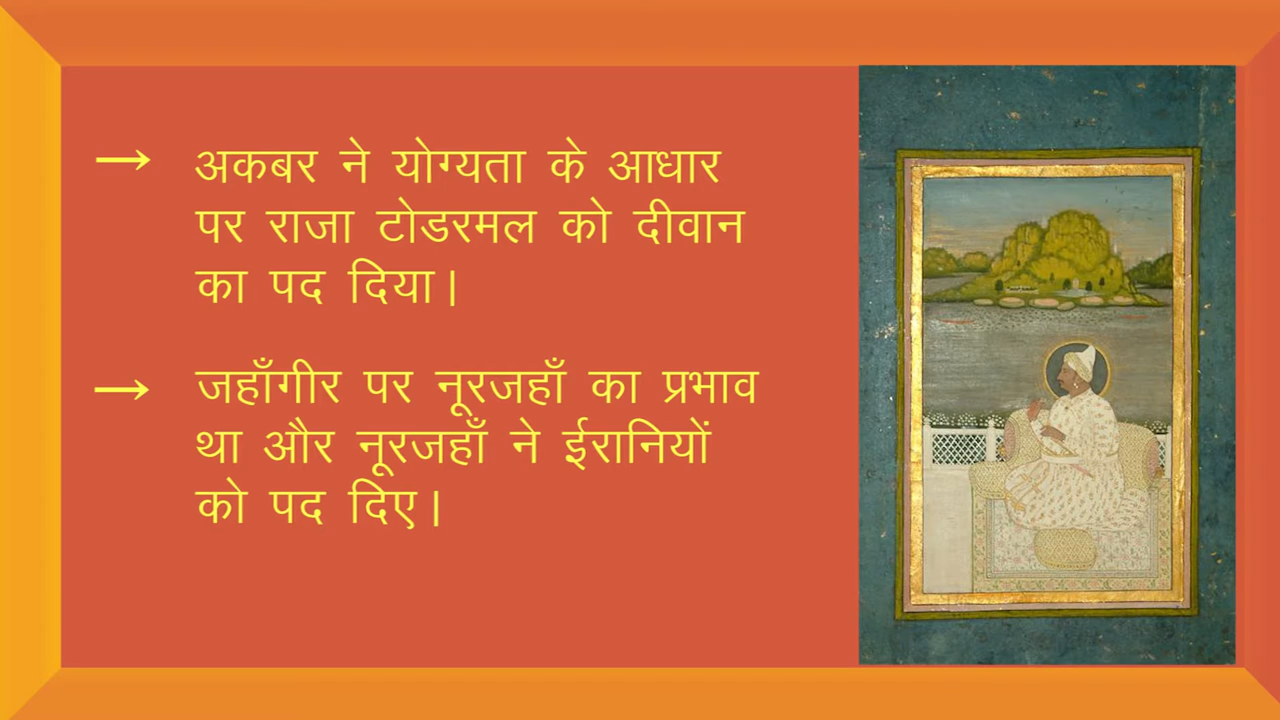 → अकबर ने योग्यता के आधार
पर राजा टोडरमल को दीवान
का पद दिया।
→ जहाँगीर पर नूरजहाँ का प्रभाव
था और नूरजहाँ ने ईरानियों
को पद दिए।